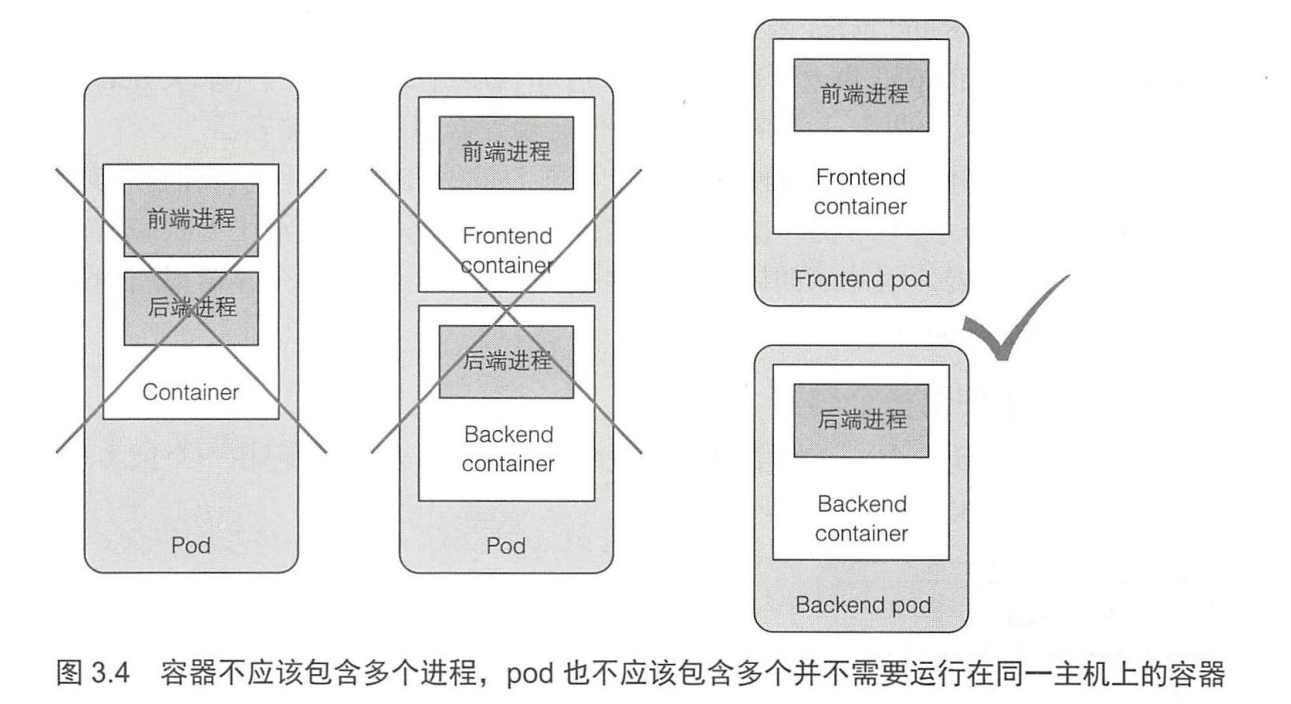 前端进程
后端进程
Container
Pod
前端进程
Frontend
container
后端进程
Backend
container
Pod
前端进程
Frontend
container
Frontend pod
后端进程
Backend
container
Backend pod
图 3.4 容器不应该包含多个进程，pod 也不应该包含多个并不需要运行在同一主机上的容器